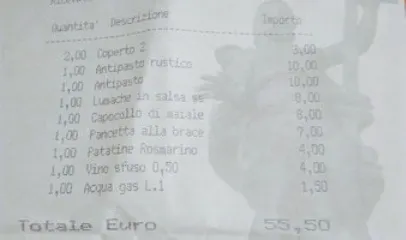 Quantita' Descrizione Importo
2,00 Coperto 2 3,00
1,00 Antipasto rustico 10,00
1,00 Antipasto 10,00
1,00 Lumache in salsa se 8,00
1,00 Capocollo di maiale 8,00
1,00 Pancetta alla brace 7,00
1,00 Patatine Rosmarino 4,00
1,00 Vino sfuso 0,50 4,00
1,00 Acqua gas L.1 1,50
Totale Euro 55,50